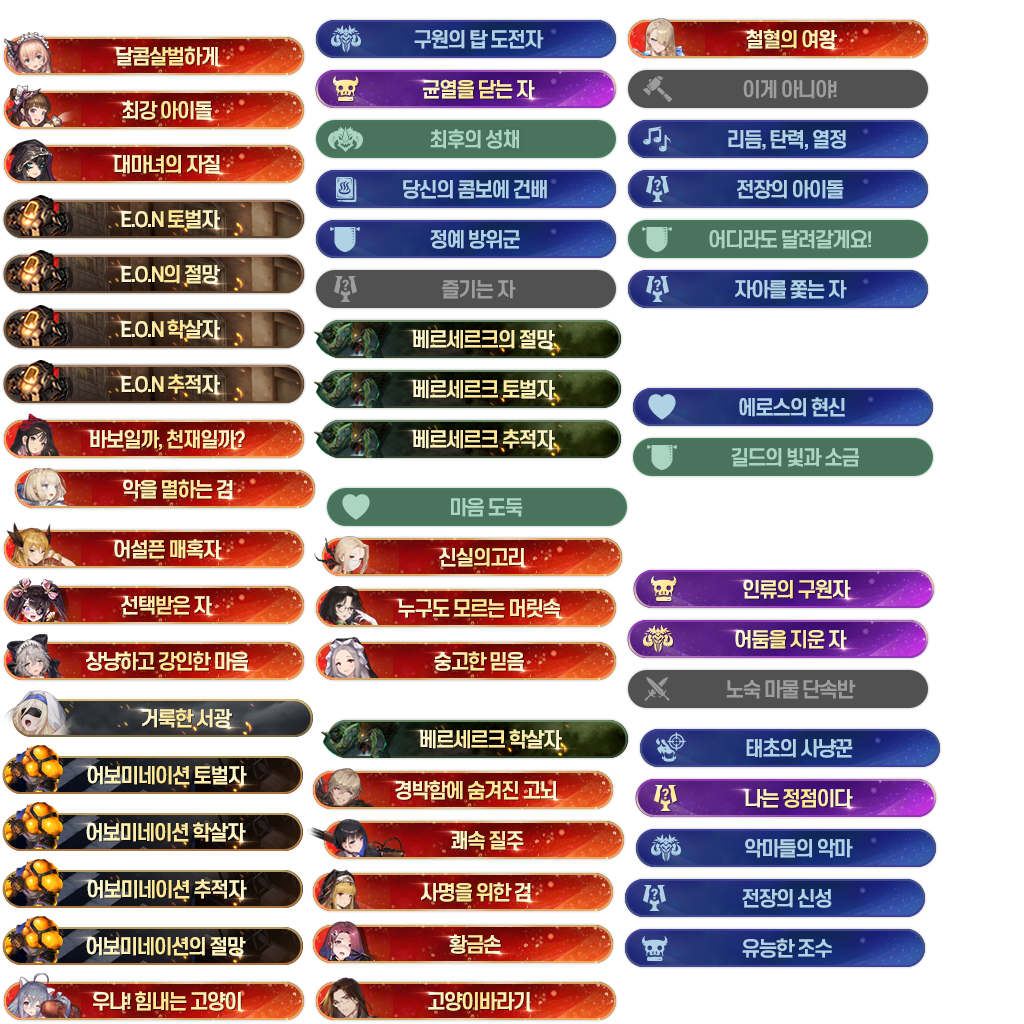 달콤살벌하게
최강 아이돌
대마녀의 자질
E.O.N 토벌자
E.O.N의 절망
E.O.N 학살자
E.O.N 추적자
바보일까, 천재일까?
악을 멸하는 검
어설픈 매혹자
선택받은 자
상냥하고 강인한 마음
거룩한 서광
어보미네이션 토벌자
어보미네이션 학살자
어보미네이션 추적자
어보미네이션의 절망
우냐! 힘내는 고양이
구원의 탑 도전자
균열을 닫는 자
최후의 성채
당신의 콤보에 건배
정예 방위군
즐기는 자
베르세르크의 절망
베르세르크 토벌자
베르세르크 추적자
마음 도둑
신실의고리
누구도 모르는 머릿속
숭고한 믿음
베르세르크 학살자
경박함에 숨겨진 고뇌
쾌속 질주
사명을 위한 검
황금손
고양이바라기
철혈의 여왕
이게 아니야!
리듬, 탄력, 열정
전장의 아이돌
어디라도 달려갈게요!
자아를 쫓는 자
에로스의 현신
길드의 빛과 소금
인류의 구원자
어둠을 지운 자
노숙 마물 단속반
태초의 사냥꾼
나는 정점이다
악마들의 악마
전장의 신성
유능한 조수